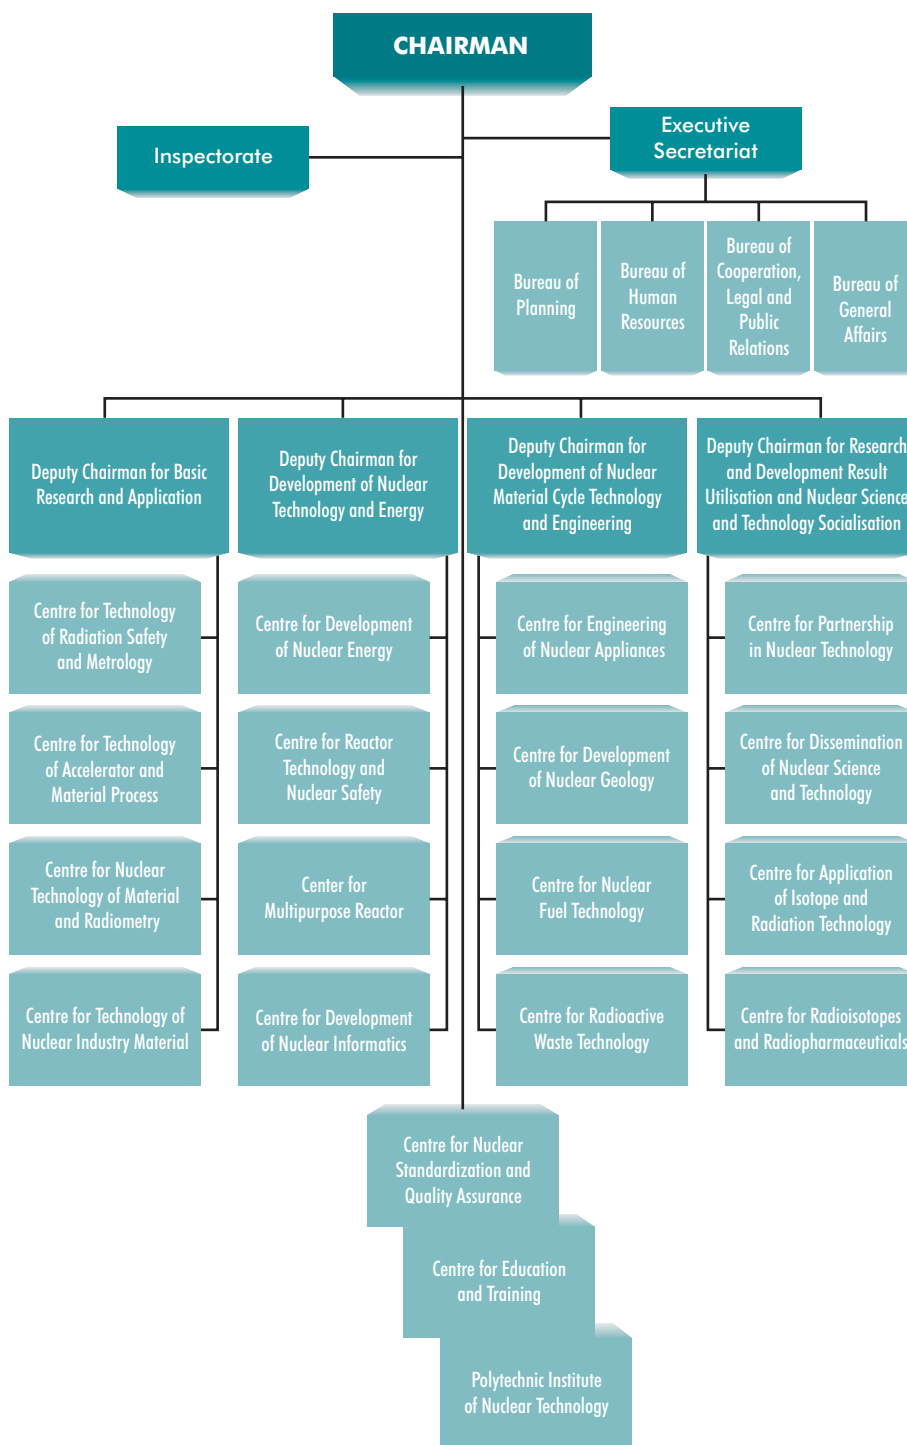 CHAIRMAN
Inspectorate
Executive
Secretariat
Bureau of
Planning
Bureau of
Human
Resources
Bureau of
Cooperation,
Legal and
Public
Relations
Bureau of
General
Affairs
Deputy Chairman for Basic
Research and Application
Deputy Chairman for
Development of Nuclear
Technology and Energy
Deputy Chairman for
Development of Nuclear
Material Cycle Technology
and Engineering
Deputy Chairman for Research
and Development Result
Utilisation and Nuclear Science
and Technology Socialisation
Centre for Technology
of Radiation Safety
and Metrology
Centre for Technology
of Accelerator and
Material Process
Centre for Nuclear
Technology of Material
and Radiometry
Centre for Technology of
Nuclear Industry Material
Centre for Development
of Nuclear Energy
Centre for Reactor
Technology and
Nuclear Safety
Center for
Multipurpose Reactor
Centre for Development
of Nuclear Informatics
Centre for Engineering
of Nuclear Appliances
Centre for Development
of Nuclear Geology
Centre for Nuclear
Fuel Technology
Centre for Radioactive
Waste Technology
Centre for Partnership
in Nuclear Technology
Centre for Dissemination
of Nuclear Science
and Technology
Centre for Application
of Isotope and
Radiation Technology
Centre for Radioisotopes
and Radiopharmaceuticals
Centre for Nuclear
Standardization and
Quality Assurance
Centre for Education
and Training
Polytechnic Institute
of Nuclear Technology